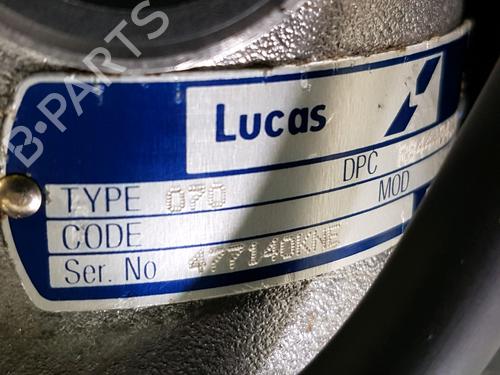 B-PARTS
Lucas
DPC
TYPE 070
MOD
CODE
Ser. No 477140KNE